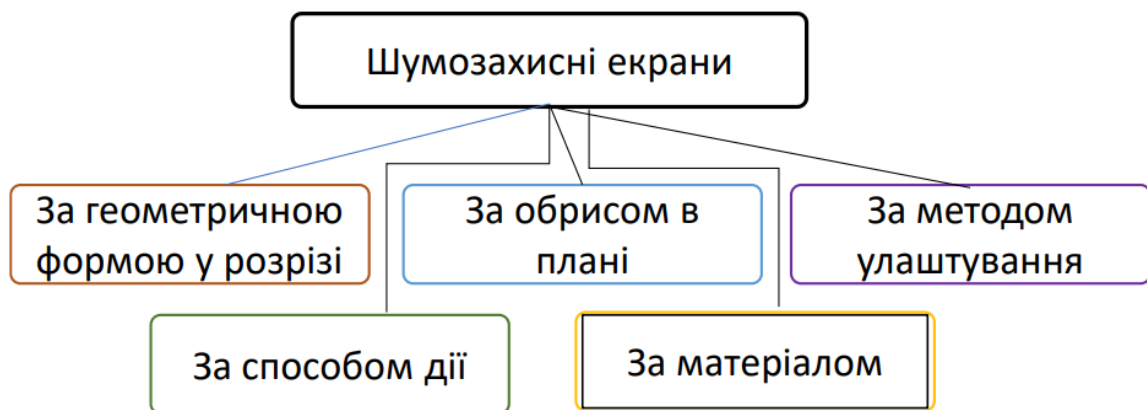 Шумозахисні екрани
За геометричною
формою у розрізі
За обрисом в
плані
За методом
улаштування
За способом дії
За матеріалом